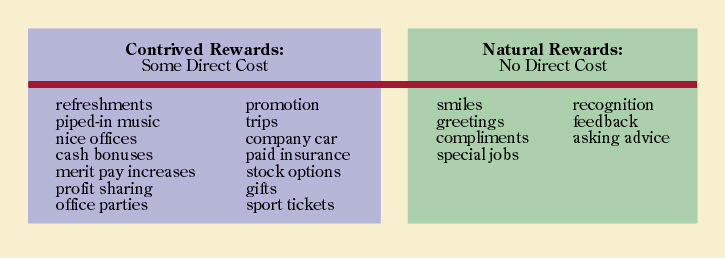 Contrived Rewards:
Some Direct Cost
refreshments
piped-in music
nice offices
cash bonuses
merit pay increases
profit sharing
office parties
promotion
trips
company car
paid insurance
stock options
gifts
sport tickets
Natural Rewards:
No Direct Cost
smiles
greetings
compliments
special jobs
recognition
feedback
asking advice